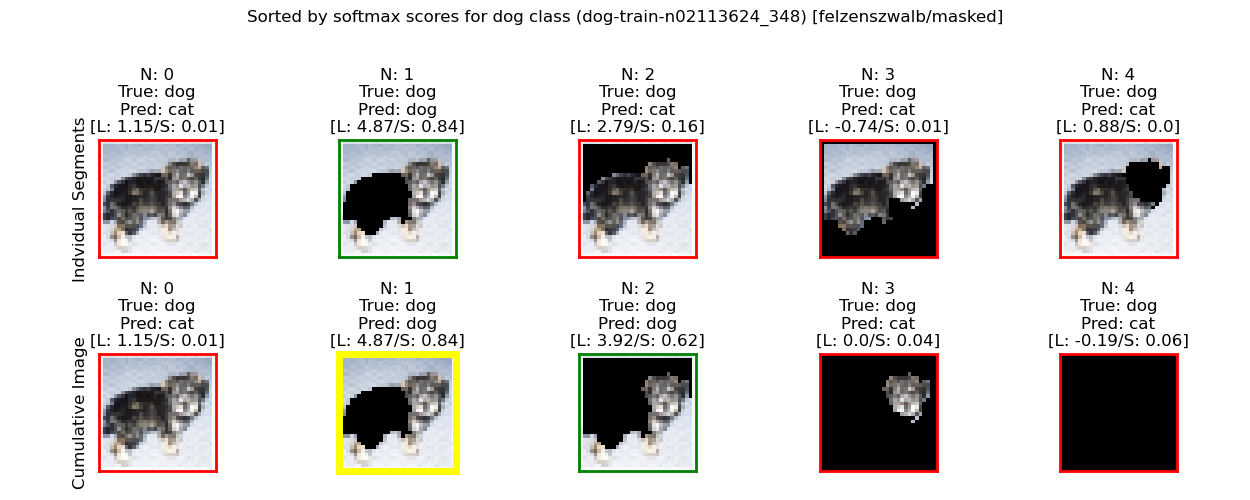 Sorted by softmax scores for dog class (dog-train-n02113624_348) [felzenszwalb/masked]
Indvidual Segments
N: 0
True: dog
Pred: cat
[L: 1.15/S: 0.01]
N: 1
True: dog
Pred: dog
[L: 4.87/S: 0.84]
N: 2
True: dog
Pred: cat
[L: 2.79/S: 0.16]
N: 3
True: dog
Pred: cat
[L: -0.74/S: 0.01]
N: 4
True: dog
Pred: cat
[L: 0.88/S: 0.0]
Cumulative Image
N: 0
True: dog
Pred: cat
[L: 1.15/S: 0.01]
N: 1
True: dog
Pred: dog
[L: 4.87/S: 0.84]
N: 2
True: dog
Pred: dog
[L: 3.92/S: 0.62]
N: 3
True: dog
Pred: cat
[L: 0.0/S: 0.04]
N: 4
True: dog
Pred: cat
[L: -0.19/S: 0.06]